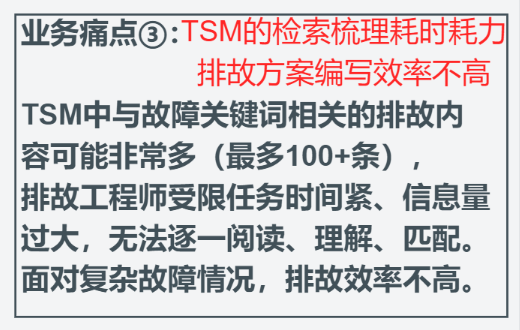 业务痛点③：TSM的检索梳理耗时耗力
排故方案编写效率不高
TSM中与故障关键词相关的排故内
容可能非常多（最多100+条），
排故工程师受限任务时间紧、信息量
过大，无法逐一阅读、理解、匹配。
面对复杂故障情况，排故效率不高。